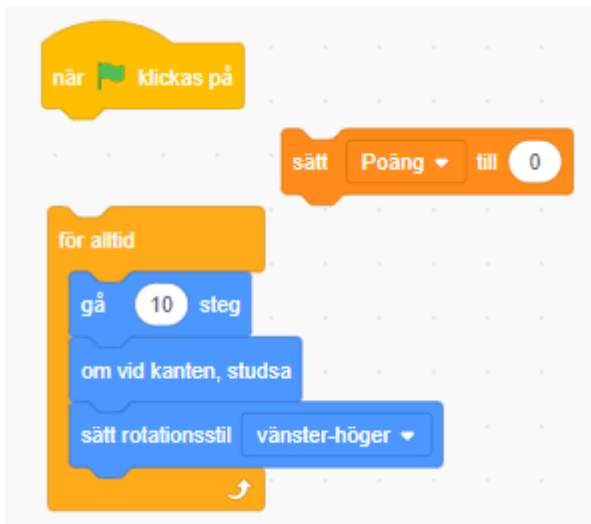 när klickas på
sätt Poäng till 0
för alltid
gå 10 steg
om vid kanten, studsa
sätt rotationsstil vänster-höger